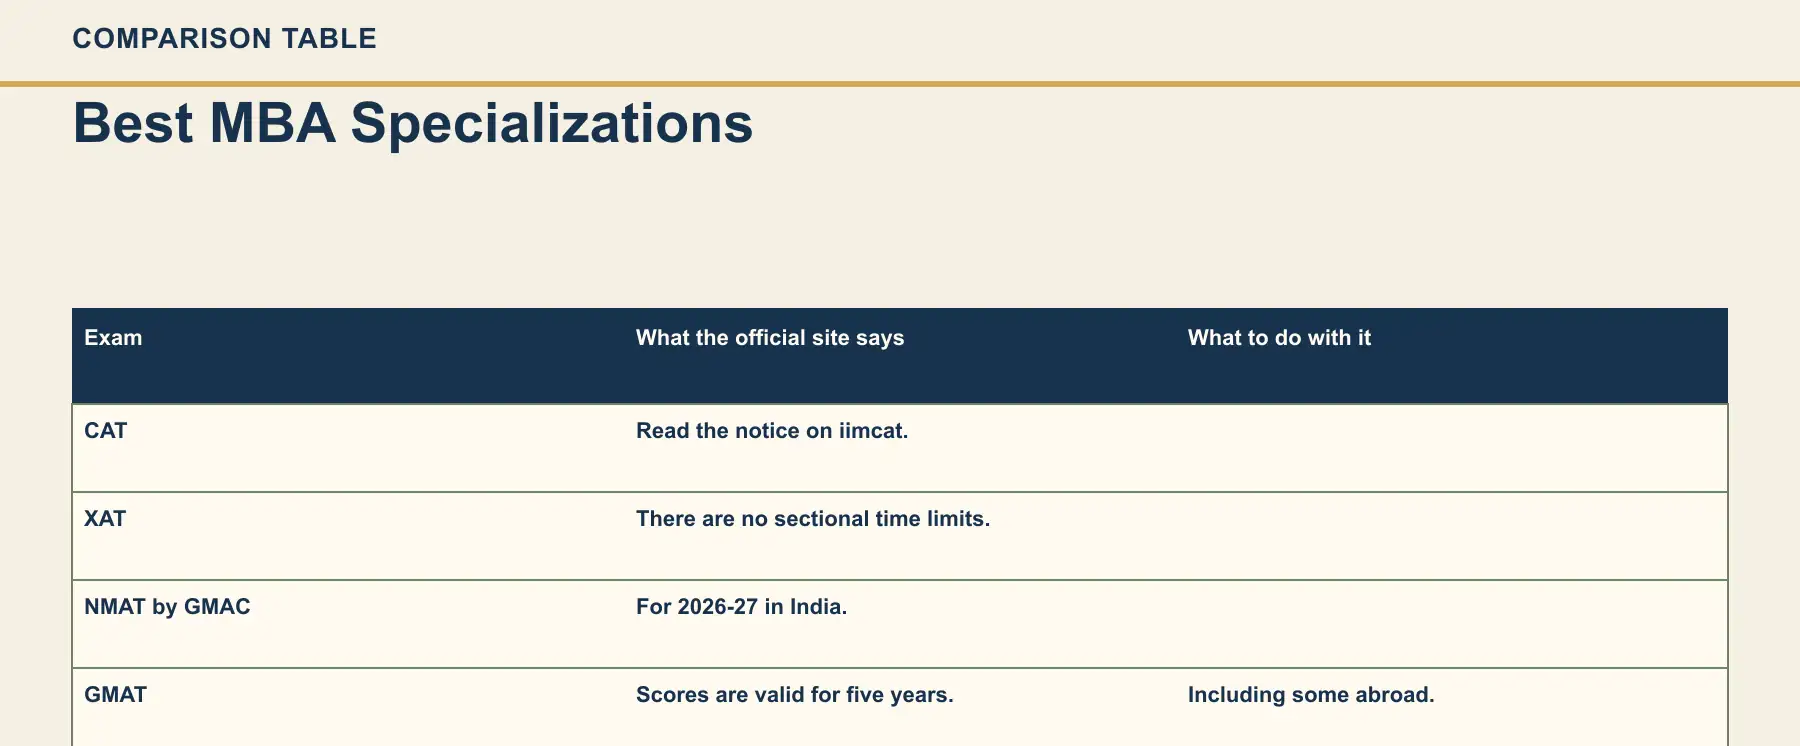 COMPARISON TABLE
Best MBA Specializations
Exam What the official site says What to do with it
CAT Read the notice on iimcat.
XAT There are no sectional time limits.
NMAT by GMAC For 2026-27 in India.
GMAT Scores are valid for five years. Including some abroad.